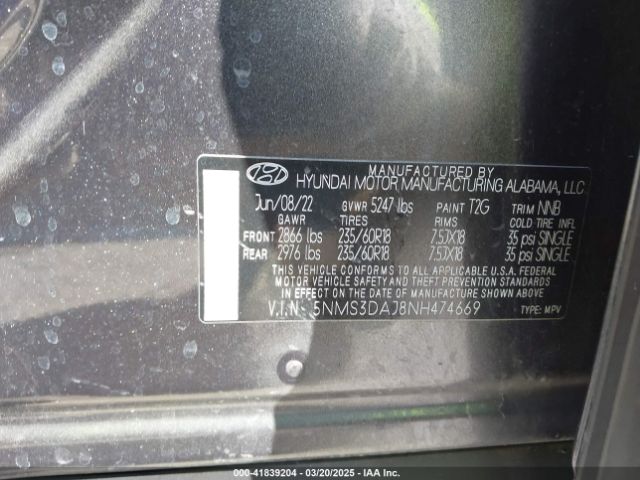 MANUFACTURED BY
HYUNDAI MOTOR MANUFACTURING ALABAMA, LLC
Jun/08/22 GVWR 5247 lbs PAINT T2G TRIM NNB
GAWR TIRES RIMS COLD TIRE INFL
FRONT 2866 lbs 235/60R18 7.5JX18 35 psi SINGLE
REAR 2976 lbs 235/60R18 7.5JX18 35 psi SINGLE
THIS VEHICLE CONFORMS TO ALL APPLICABLE U.S.A. FEDERAL
MOTOR VEHICLE SAFETY AND THEFT PREVENTION STANDARDS
IN EFFECT ON THE DATE OF MANUFACTURE SHOWN ABOVE.
V.I.N: 5NMS3DAJ8NH474669 TYPE: MPV
000-41839204 — 03/20/2025 — IAA Inc.